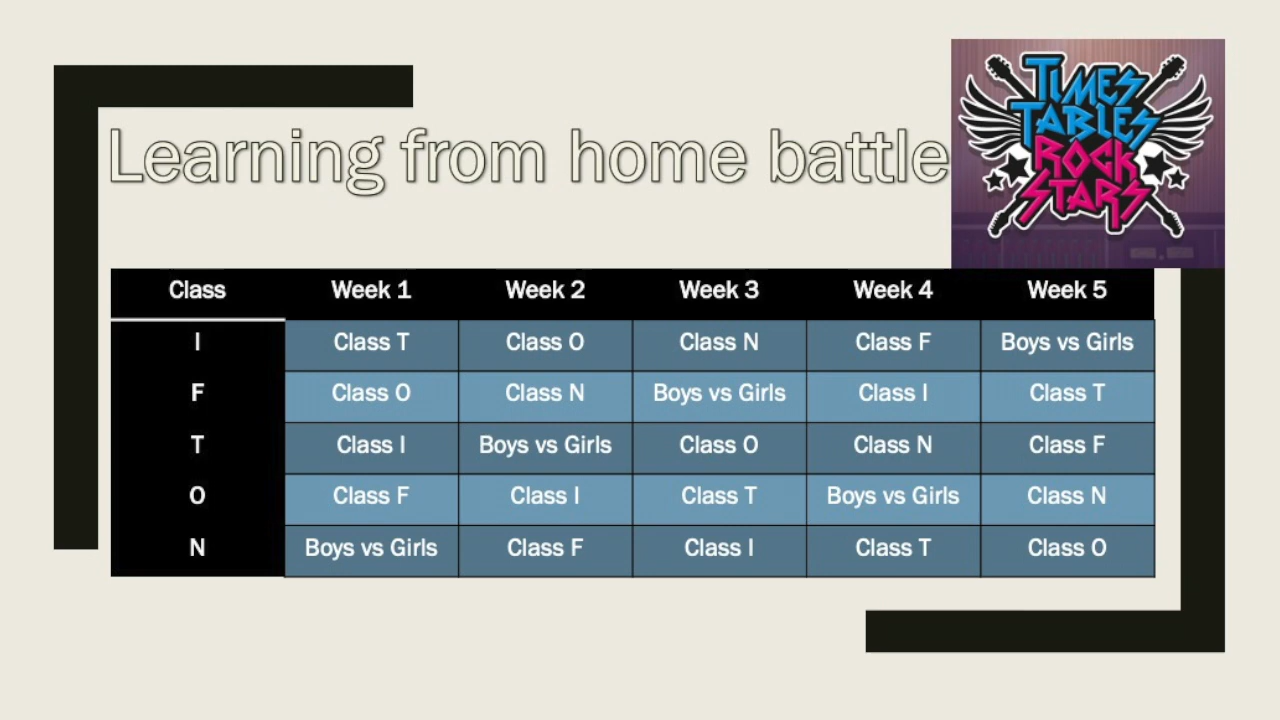 TIMES
TABLES
ROCK
STARS
Learning from home battle
Class Week 1 Week 2 Week 3 Week 4 Week 5
I Class T Class O Class N Class F Boys vs Girls
F Class O Class N Boys vs Girls Class I Class T
T Class I Boys vs Girls Class O Class N Class F
O Class F Class I Class T Boys vs Girls Class N
N Boys vs Girls Class F Class I Class T Class O